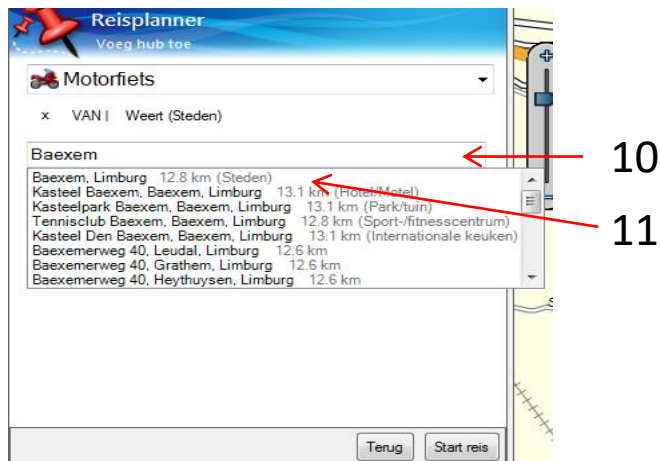 Reisplanner
Voeg hub toe
Motorfiets
x VAN | Weert (Steden)
Baexem
10
Baexem, Limburg 12.8 km (Steden)
Kasteel Baexem, Baexem, Limburg 13.1 km (Hotel/Motel)
Kasteelpark Baexem, Baexem, Limburg 13.1 km (Park/tuin)
Tennisclub Baexem, Baexem, Limburg 12.8 km (Sport-/fitnesscentrum)
Kasteel Den Baexem, Baexem, Limburg 13.1 km (Internationale keuken)
11
Baexemerweg 40, Leudal, Limburg 12.6 km
Baexemerweg 40, Grathem, Limburg 12.6 km
Baexemerweg 40, Heythuysen, Limburg 12.6 km
Terug Start reis